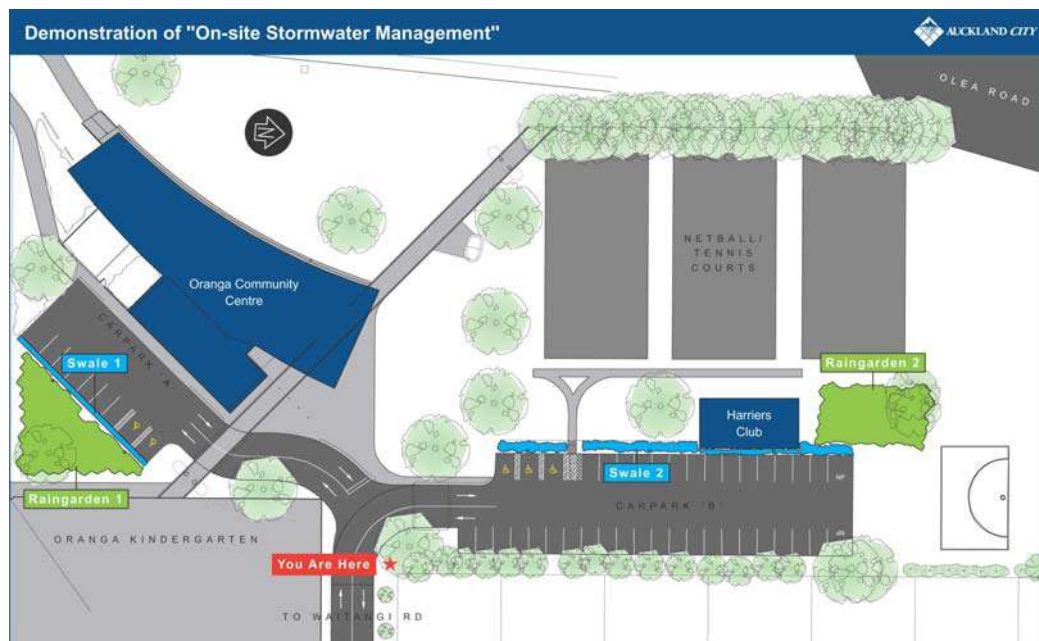 Demonstration of "On-site Stormwater Management"
AUCKLAND CITY
OLEA ROAD
N
NETBALL/
TENNIS
COURTS
Oranga Community
Centre
CARPARK 'A'
Swale 1
Raingarden 2
Harriers
Club
Swale 2
NP
CARPARK 'B'
Raingarden 1
ORANGA KINDERGARTEN
You Are Here
TO WAITANGI RD